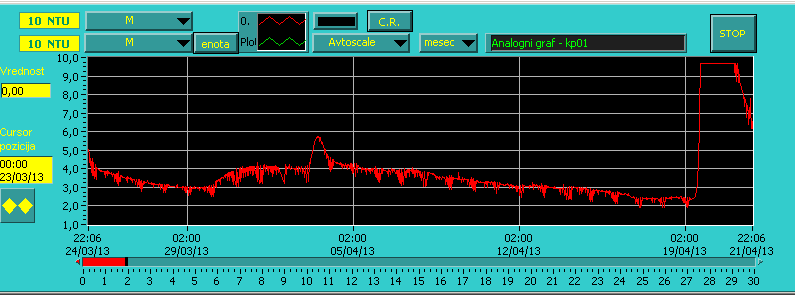 10 NTU M 0. C.R. STOP
10 NTU M enota Plo Avtoscale mesec Analogni graf - kp01
Vrednost
0,00
Cursor
pozicija
00:00
23/03/13
10,0
9,0
8,0
7,0
6,0
5,0
4,0
3,0
2,0
1,0
22:06 02:00 02:00 02:00 02:00 22:06
24/03/13 29/03/13 05/04/13 12/04/13 19/04/13 21/04/13
0 1 2 3 4 5 6 7 8 9 10 11 12 13 14 15 16 17 18 19 20 21 22 23 24 25 26 27 28 29 30